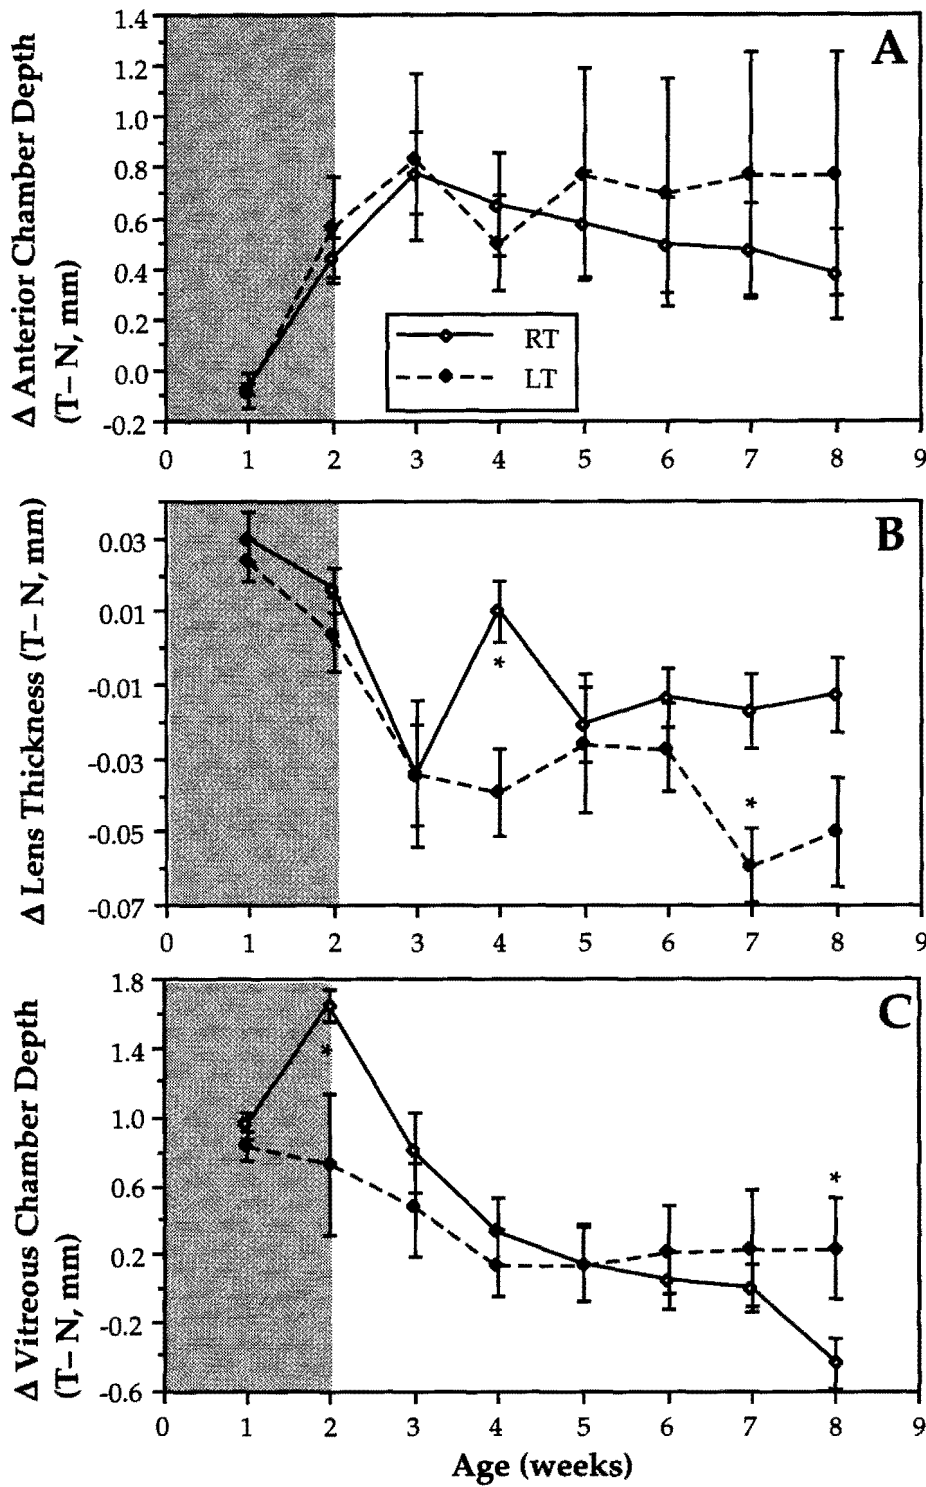 Δ Anterior Chamber Depth
(T– N, mm)
1.4
1.2
1.0
0.8
0.6
0.4
0.2
0.0
-0.2
A
RT
LT
0 1 2 3 4 5 6 7 8 9
Δ Lens Thickness (T– N, mm)
0.03
0.01
-0.01
-0.03
-0.05
-0.07
B
*
*
0 1 2 3 4 5 6 7 8 9
Δ Vitreous Chamber Depth
(T– N, mm)
1.8
1.4
1.0
0.6
0.2
-0.2
-0.6
C
*
*
0 1 2 3 4 5 6 7 8 9
Age (weeks)